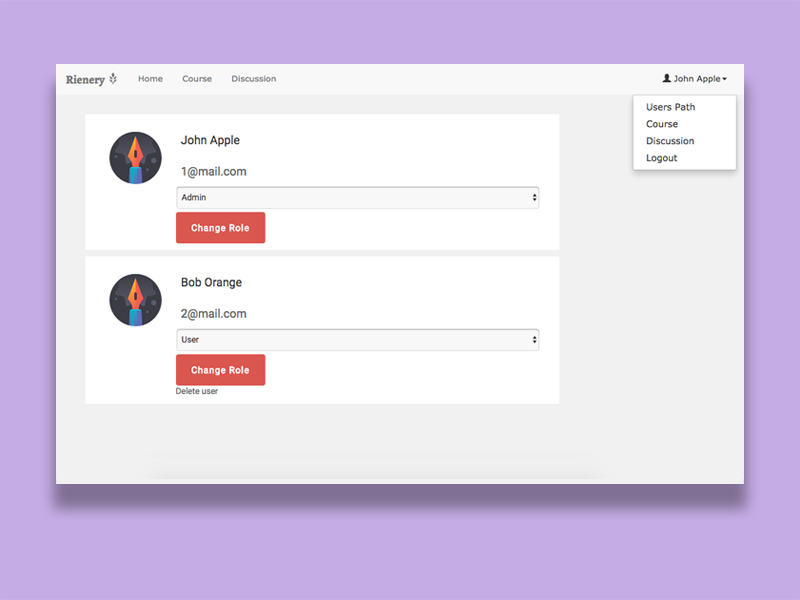 Rienery Home Course Discussion John Apple
Users Path
Course
Discussion
Logout
John Apple
1@mail.com
Admin
Change Role
Bob Orange
2@mail.com
User
Change Role
Delete user